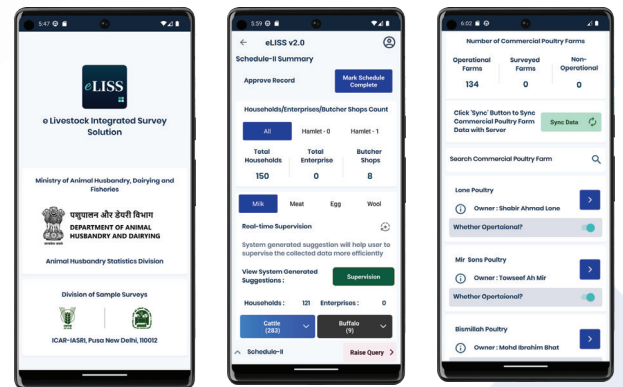 5:47
eLISS
e Livestock Integrated Survey
Solution
Ministry of Animal Husbandry, Dairying and
Fisheries
पशुपालन और डेयरी विभाग
DEPARTMENT OF ANIMAL
HUSBANDRY AND DAIRYING
Animal Husbandry Statistics Division
Division of Sample Surveys
ICAR-IASRI, Pusa New Delhi, 110012
5:59
eLISS v2.0
Schedule-II Summary
Approve Record
Mark Schedule
Complete
Households/Enterprises/Butcher Shops Count
All Hamlet - 0 Hamlet - 1
Total Households Total Enterprise Butcher Shops
150 0 8
Milk Meat Egg Wool
Real-time Supervision
System generated suggestion will help user to
supervise the collected data more efficiently
View System Generated
Suggestions :
Supervision
Households : 121 Enterprises : 0
Cattle (283) Buffalo (9)
Schedule-II Raise Query
6:02
Number of Commercial Poultry Farms
Operational Farms Surveyed Farms Non-Operational
134 0 0
Click 'Sync' Button to Sync
Commercial Poultry Farm
Data with Server
Sync Data
Search Commercial Poultry Farm
Lone Poultry
Owner : Shabir Ahmad Lone
Whether Opertaional?
Mir Sons Poultry
Owner : Towseef Ah Mir
Whether Opertaional?
Bismillah Poultry
Owner : Mohd Ibrahim Bhat